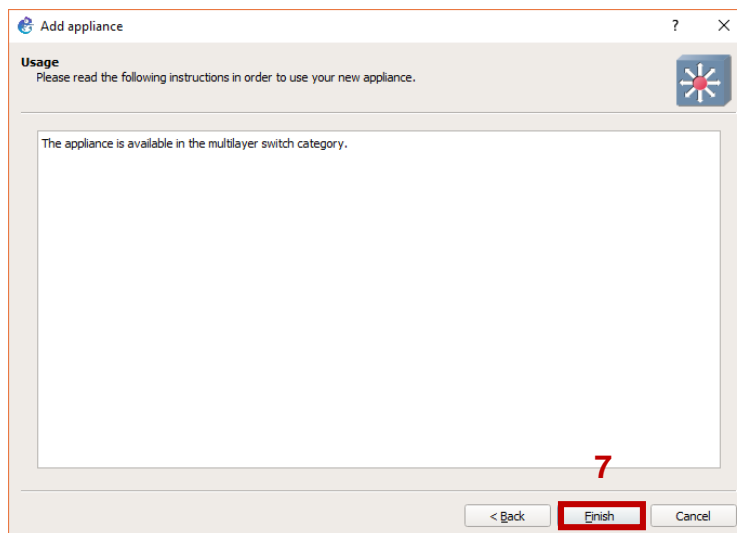 Add appliance
?
Usage
Please read the following instructions in order to use your new appliance.
The appliance is available in the multilayer switch category.
7
< Back
Finish
Cancel